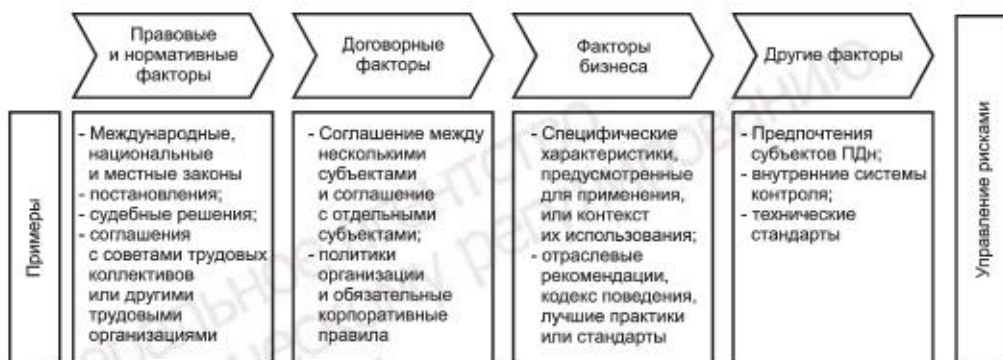 Правовые
и нормативные
факторы
Договорные
факторы
Факторы
бизнеса
Другие факторы
Примеры
- Международные,
национальные
и местные законы
- постановления;
- судебные решения;
- соглашения
с советами трудовых
коллективов
или другими
трудовыми
организациями
- Соглашение между
несколькими
субъектами
и соглашение
с отдельными
субъектами;
- политики
организации
и обязательные
корпоративные
правила
- Специфические
характеристики,
предусмотренные
для применения,
или контекст
их использования;
- отраслевые
рекомендации,
кодекс поведения,
лучшие практики
или стандарты
- Предпочтения
субъектов ПДн;
- внутренние системы
контроля;
- технические
стандарты
Управление рисками